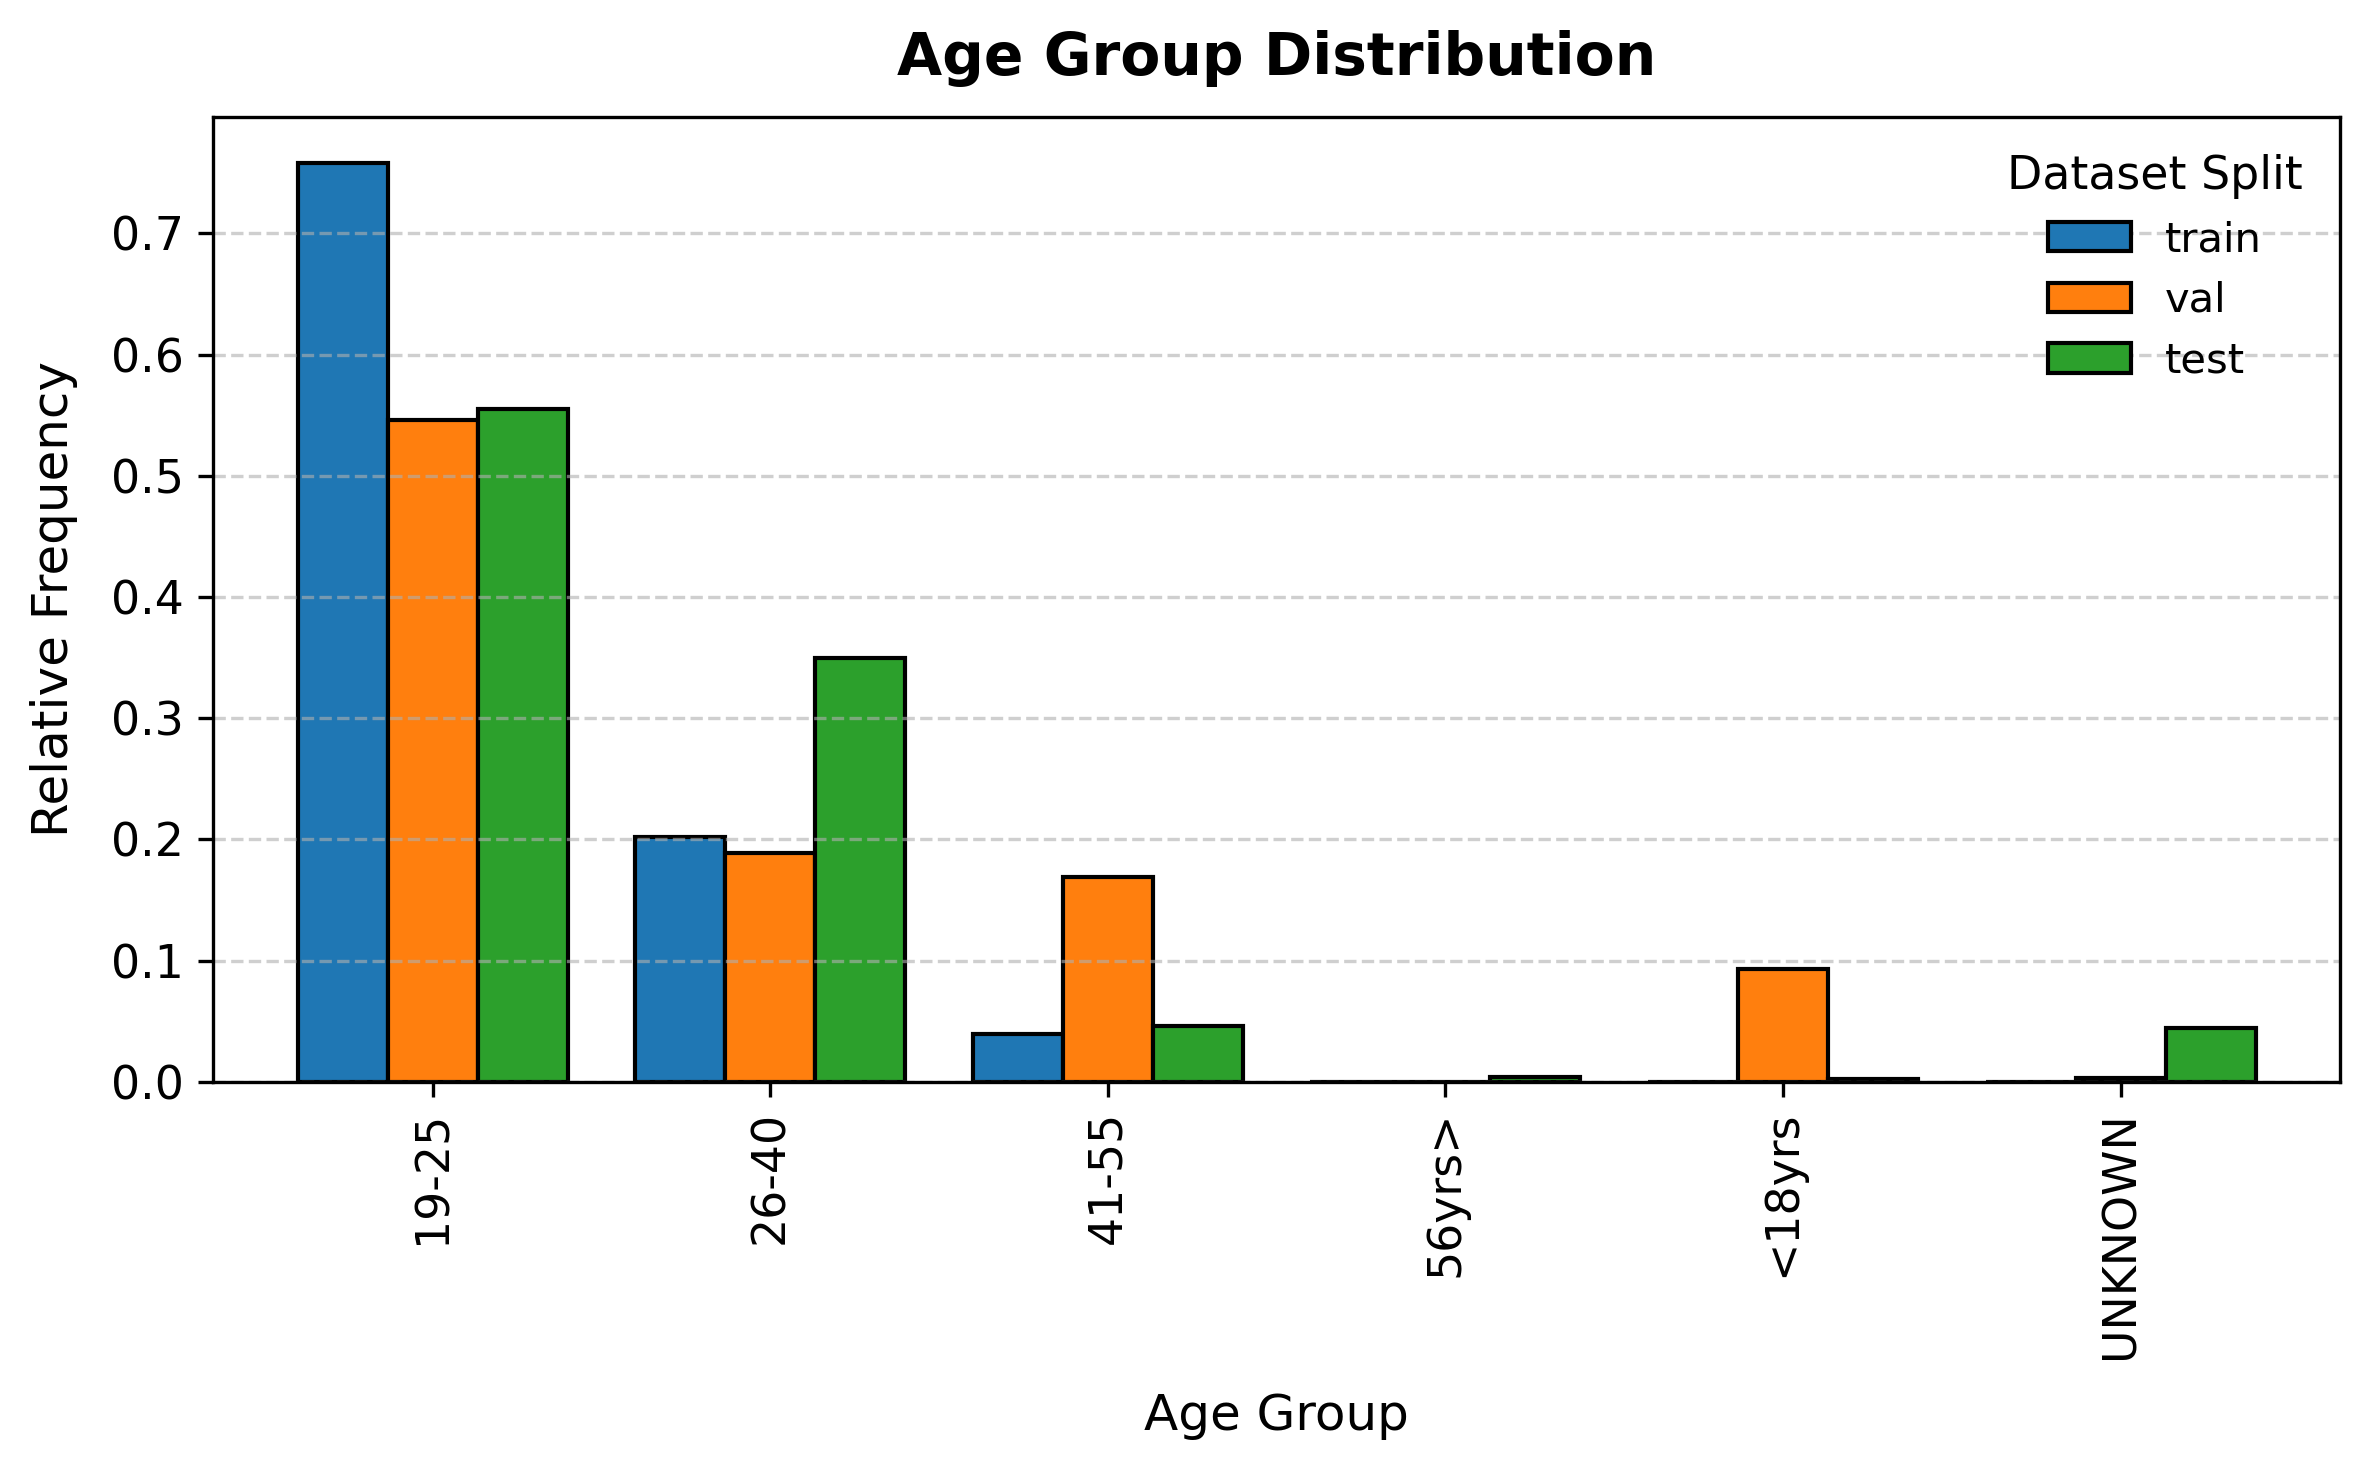 Age Group Distribution
Dataset Split
train
val
test
Relative Frequency
0.7
0.6
0.5
0.4
0.3
0.2
0.1
0.0
19-25
26-40
41-55
56yrs>
<18yrs
UNKNOWN
Age Group